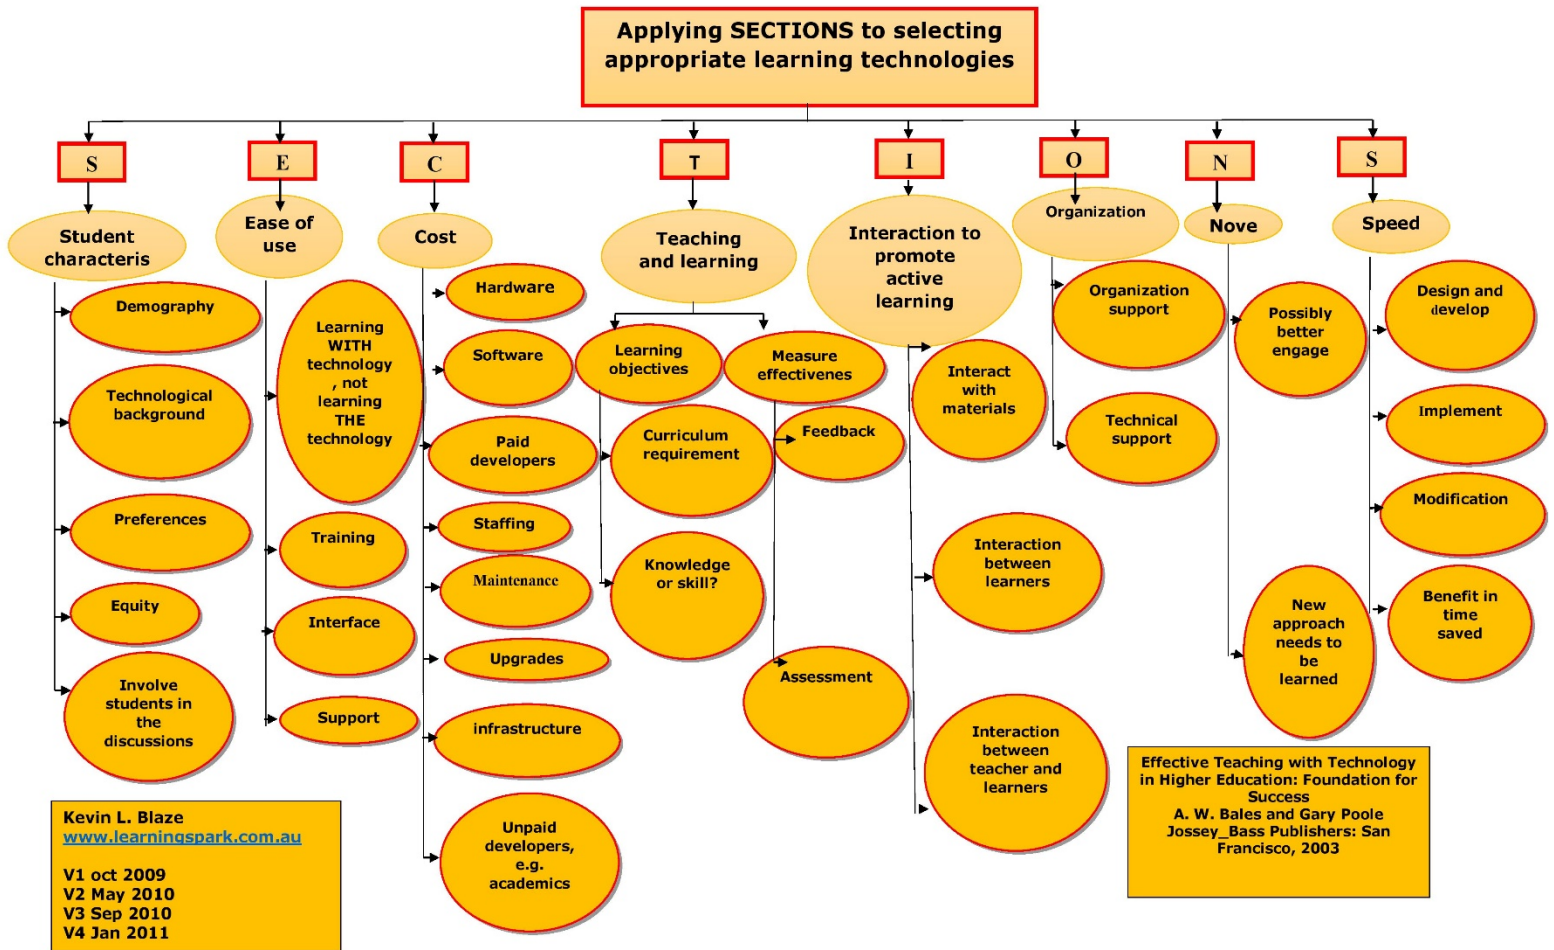 Applying SECTIONS to selecting
appropriate learning technologies
S
E
C
T
I
O
N
S
Student
characteris
Demography
Technological
background
Preferences
Equity
Involve
students in
the
discussions
Ease of
use
Learning
WITH
technology
, not
learning
THE
technology
Training
Interface
Support
Cost
Hardware
Software
Paid
developers
Staffing
Maintenance
Upgrades
infrastructure
Unpaid
developers,
e.g.
academics
Teaching
and learning
Learning
objectives
Curriculum
requirement
Knowledge
or skill?
Measure
effectivenes
Feedback
Assessment
Interaction to
promote
active
learning
Interact
with
materials
Interaction
between
learners
Interaction
between
teacher and
learners
Organization
Organization
support
Technical
support
Nove
Possibly
better
engage
New
approach
needs to
be
learned
Speed
Design and
develop
Implement
Modification
Benefit in
time
saved
Kevin L. Blaze
www.learningspark.com.au
V1 oct 2009
V2 May 2010
V3 Sep 2010
V4 Jan 2011
Effective Teaching with Technology
in Higher Education: Foundation for
Success
A. W. Bales and Gary Poole
Jossey_Bass Publishers: San
Francisco, 2003